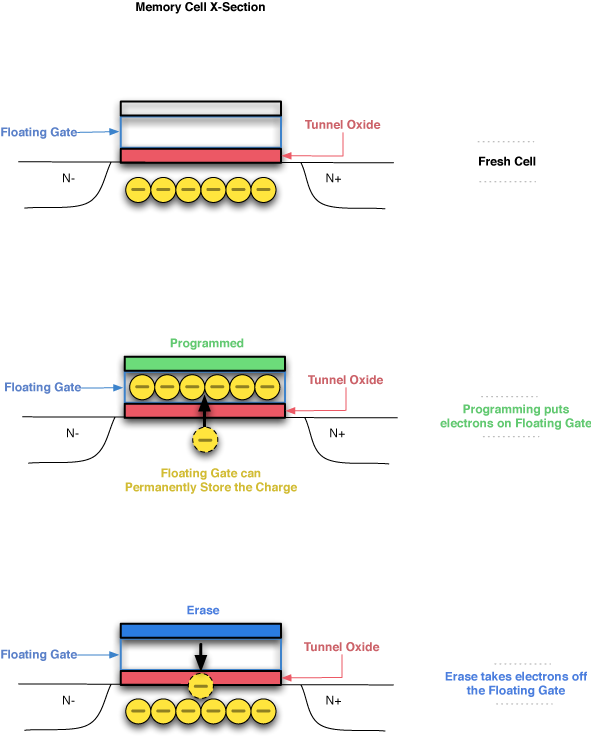 Memory Cell X-Section
Floating Gate
Tunnel Oxide
N-
N+
Fresh Cell
Programmed
Floating Gate
Tunnel Oxide
N-
N+
Floating Gate can
Permanently Store the Charge
Programming puts
electrons on Floating Gate
Erase
Floating Gate
Tunnel Oxide
N-
N+
Erase takes electrons off
the Floating Gate